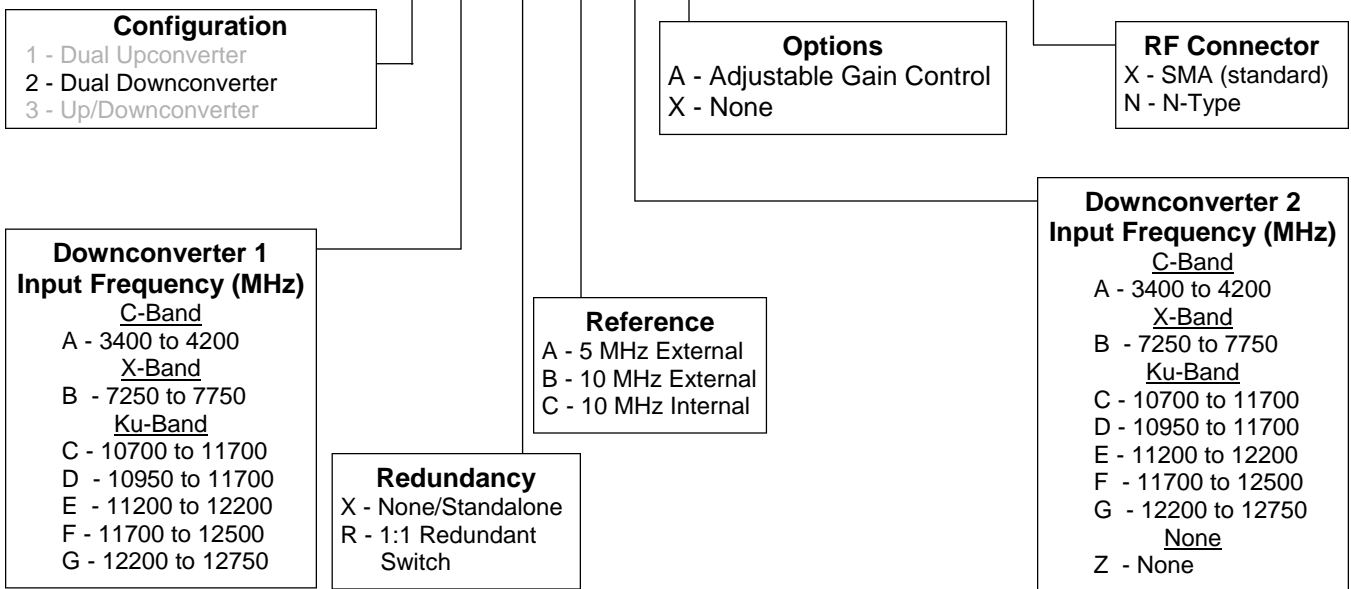 Configuration
1 - Dual Upconverter
2 - Dual Downconverter
3 - Up/Downconverter
Options
A - Adjustable Gain Control
X - None
RF Connector
X - SMA (standard)
N - N-Type
Downconverter 1
Input Frequency (MHz)
C-Band
A - 3400 to 4200
X-Band
B - 7250 to 7750
Ku-Band
C - 10700 to 11700
D - 10950 to 11700
E - 11200 to 12200
F - 11700 to 12500
G - 12200 to 12750
Redundancy
X - None/Standalone
R - 1:1 Redundant
Switch
Reference
A - 5 MHz External
B - 10 MHz External
C - 10 MHz Internal
Downconverter 2
Input Frequency (MHz)
C-Band
A - 3400 to 4200
X-Band
B - 7250 to 7750
Ku-Band
C - 10700 to 11700
D - 10950 to 11700
E - 11200 to 12200
F - 11700 to 12500
G - 12200 to 12750
None
Z - None